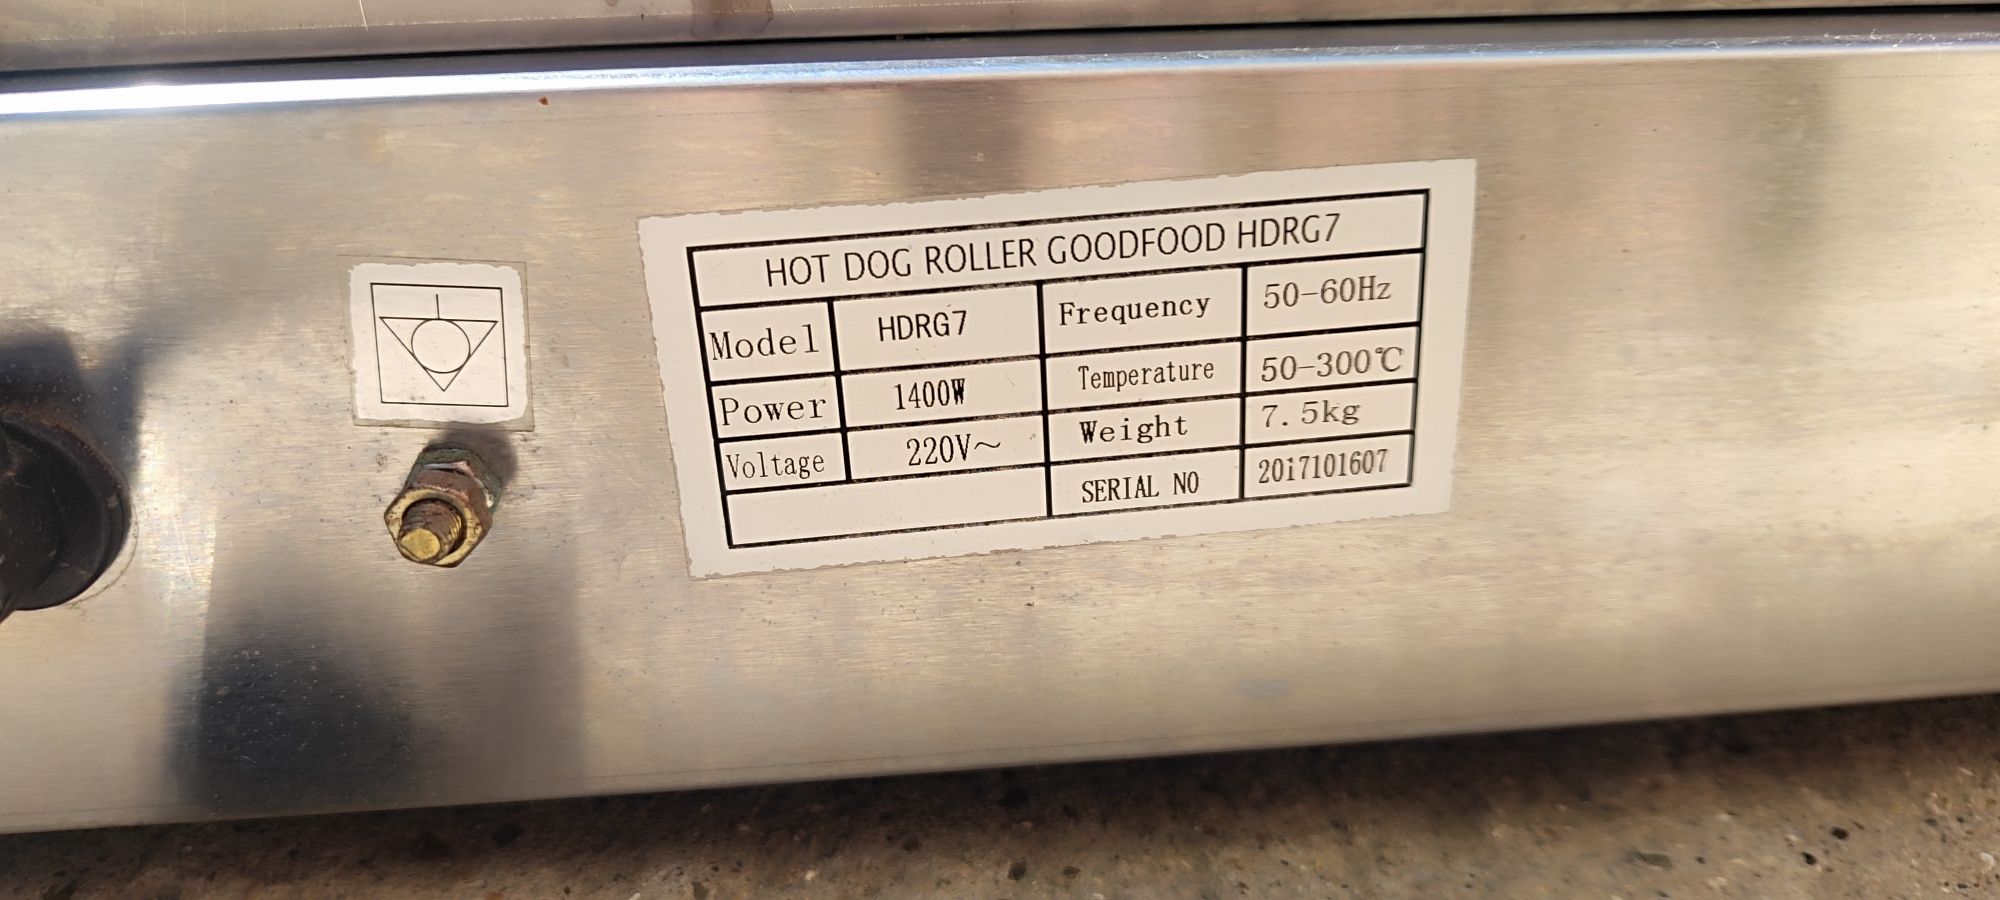 HOT DOG ROLLER GOODFOOD HDRG7
Model HDRG7 Frequency 50-60Hz
Power 1400W Temperature 50-300℃
Voltage 220V~ Weight 7.5kg
SERIAL NO 20i7101607